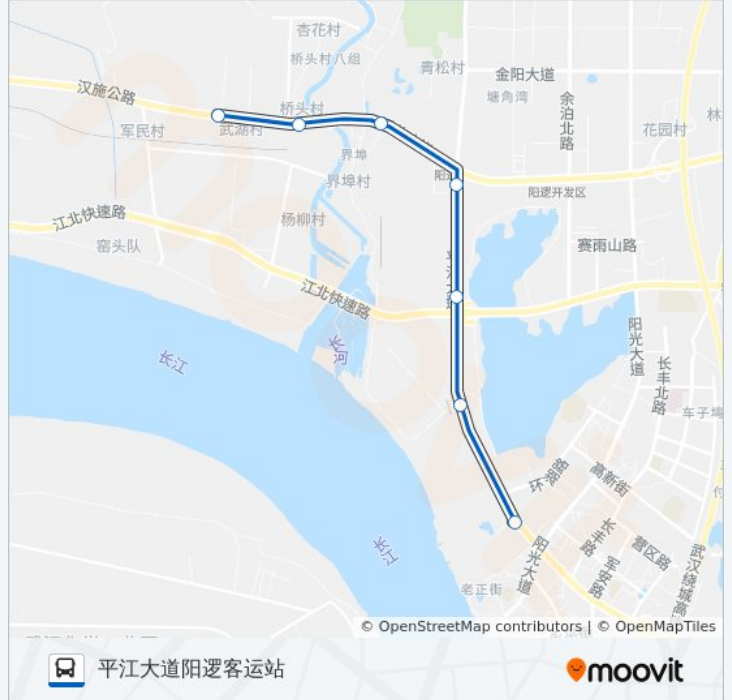 杏花村
桥头村八组
青松村
金阳大道
汉施公路
塘角湾
余泊北路
桥头村
军民村
武湖村
花园村
林
界埠
界埠村
阳逻开发区
江北快速路
杨柳村
窑头队
赛雨山路
江北快速路
长河
阳光大道
长江
长丰北路
环翠路
高新街
长江
阳光大道
长丰路
军安路
营区路
武汉绕城高
老正街
付
© OpenStreetMap contributors | © OpenMapTiles
平江大道阳逻客运站
moovit